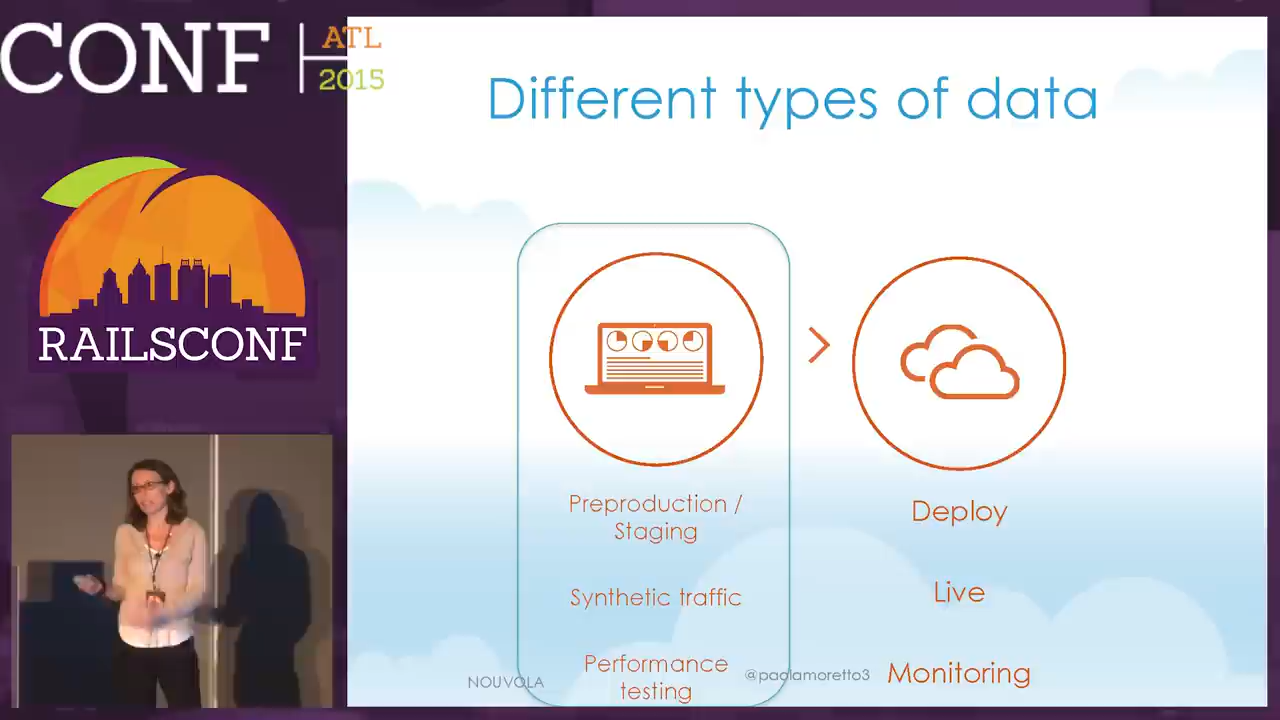 CONF
ATL
2015
RAILSCONF
Different types of data
Preproduction /
Staging
Synthetic traffic
Performance
testing
Deploy
Live
Monitoring
NOUVOLA
@paolamoretto3